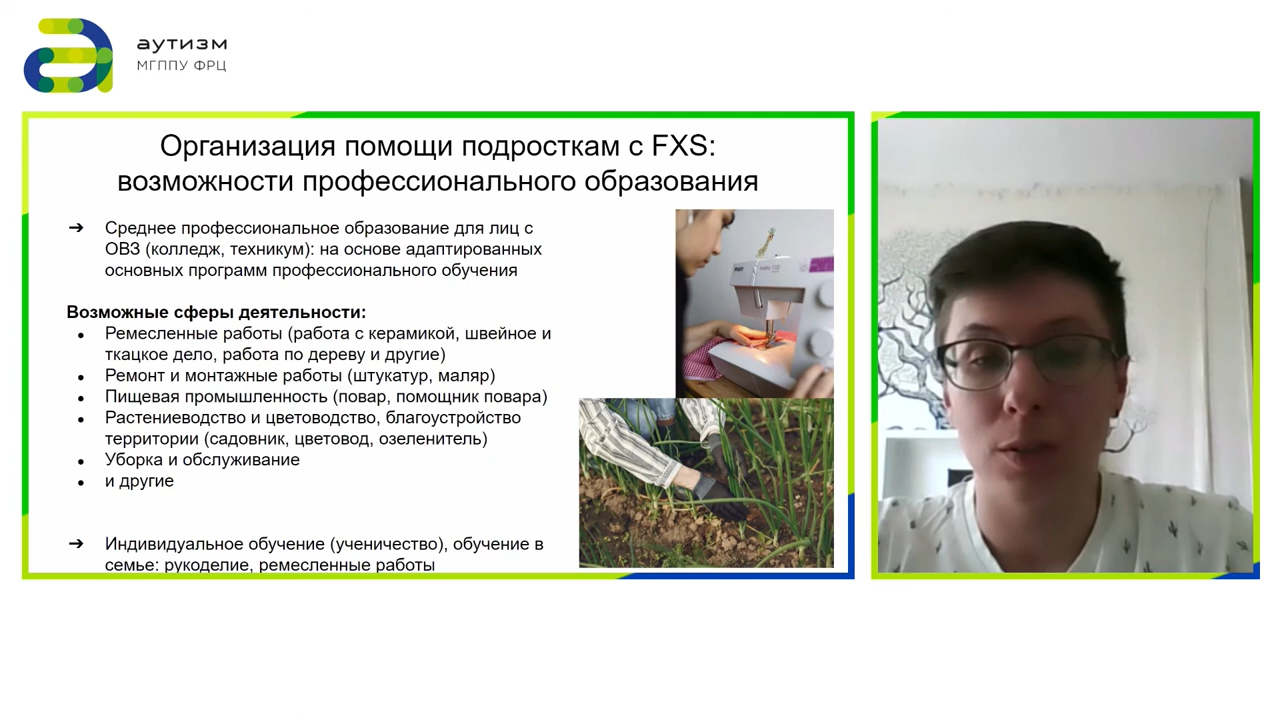 аутизм
МГППУ ФРЦ
Организация помощи подросткам с FXS:
возможности профессионального образования
➔ Среднее профессиональное образование для лиц с
ОВЗ (колледж, техникум): на основе адаптированных
основных программ профессионального обучения
Возможные сферы деятельности:
● Ремесленные работы (работа с керамикой, швейное и
ткацкое дело, работа по дереву и другие)
● Ремонт и монтажные работы (штукатур, маляр)
● Пищевая промышленность (повар, помощник повара)
● Растениеводство и цветоводство, благоустройство
территории (садовник, цветовод, озеленитель)
● Уборка и обслуживание
● и другие
➔ Индивидуальное обучение (ученичество), обучение в
семье: рукоделие, ремесленные работы